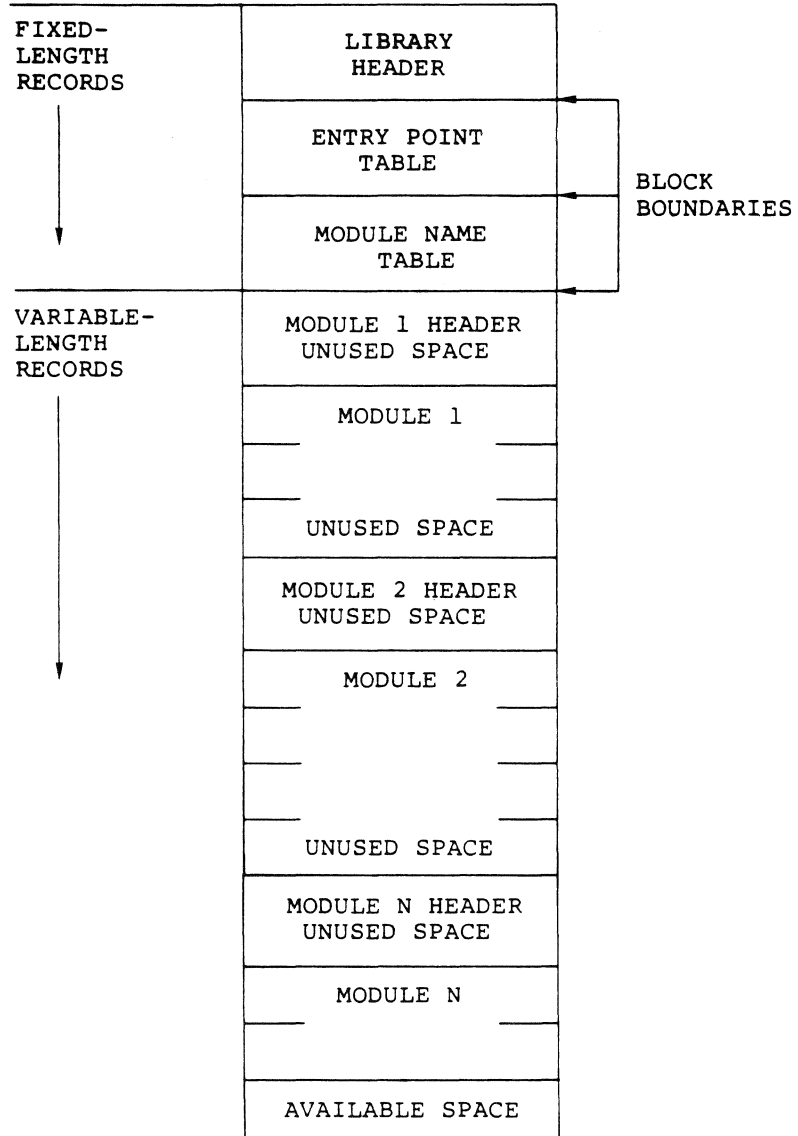 FIXED-
LENGTH
RECORDS
LIBRARY
HEADER
ENTRY POINT
TABLE
BLOCK
BOUNDARIES
MODULE NAME
TABLE
VARIABLE-
LENGTH
RECORDS
MODULE 1 HEADER
UNUSED SPACE
MODULE 1
UNUSED SPACE
MODULE 2 HEADER
UNUSED SPACE
MODULE 2
UNUSED SPACE
MODULE N HEADER
UNUSED SPACE
MODULE N
AVAILABLE SPACE